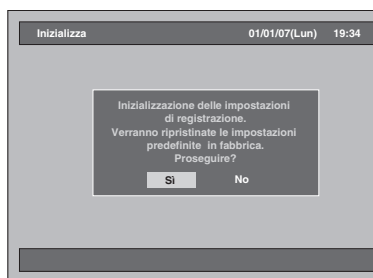 Inizializza 01/01/07(Lun) 19:34
Inizializzazione delle impostazioni
di registrazione.
Verranno ripristinate le impostazioni
predefinite in fabbrica.
Proseguire?
Sì No